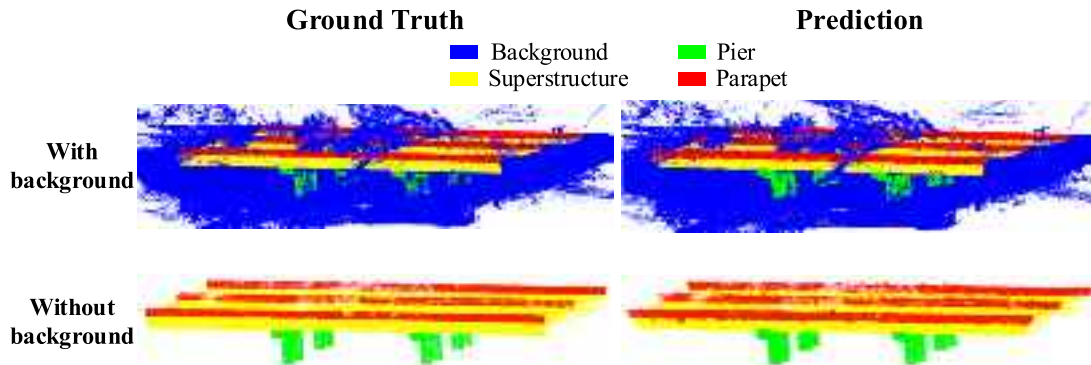 Ground Truth Prediction
Background Pier
Superstructure Parapet
With
background
Without
background